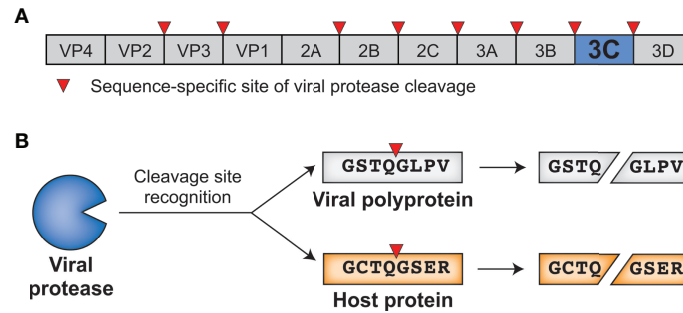 A
VP4 VP2 VP3 VP1 2A 2B 2C 3A 3B 3C 3D
Sequence-specific site of viral protease cleavage
B
Cleavage site
recognition
GSTQGLPV
GSTQ GLPV
Viral polyprotein
Viral
protease
GCTQGSER
GCTQ GSER
Host protein